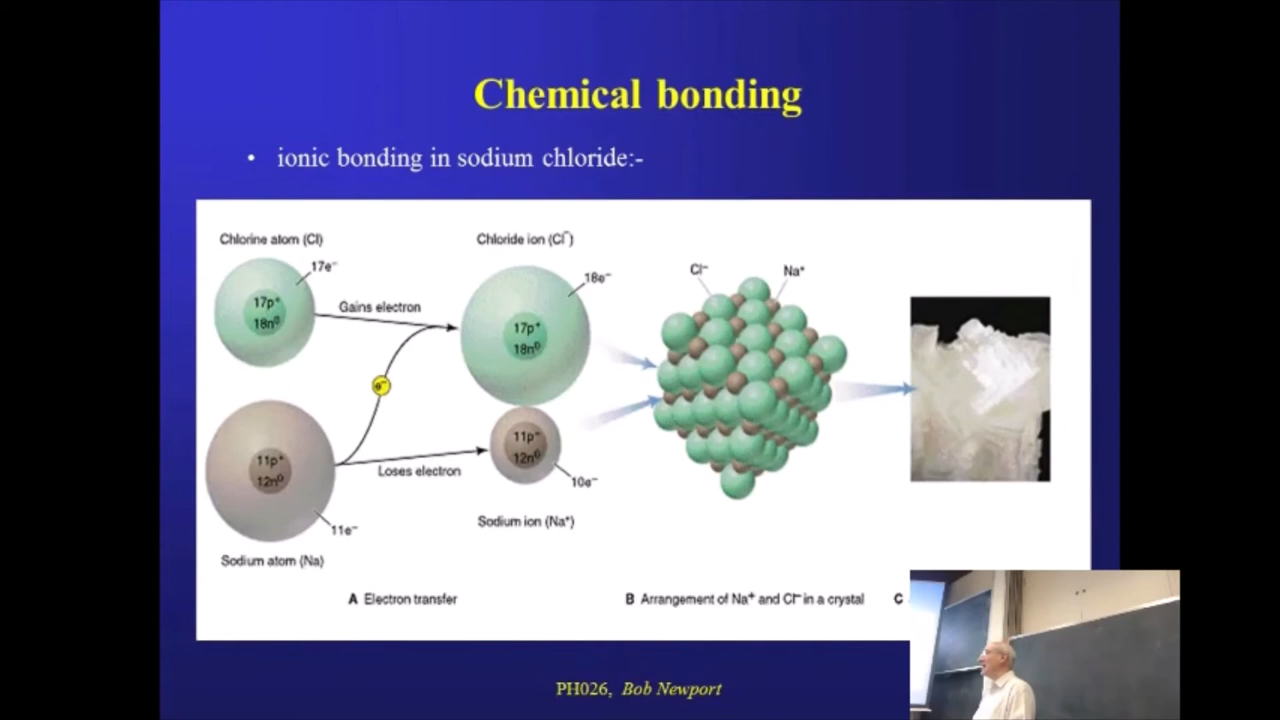 Chemical bonding
• ionic bonding in sodium chloride:-
Chlorine atom (Cl)
17e⁻
17p⁺
18n⁰
Gains electron
e⁻
Chloride ion (Cl⁻)
18e⁻
17p⁺
18n⁰
11p⁺
12n⁰
11e⁻
Sodium atom (Na)
Loses electron
11p⁺
12n⁰
10e⁻
Sodium ion (Na⁺)
Cl⁻
Na⁺
A Electron transfer
B Arrangement of Na⁺ and Cl⁻ in a crystal
C
PH026, Bob Newport